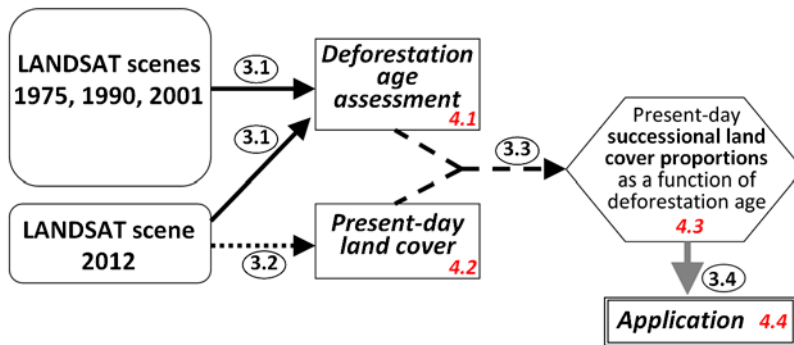 LANDSAT scenes
1975, 1990, 2001
3.1
Deforestation
age
assessment
4.1
3.1
LANDSAT scene
2012
3.2
Present-day
land cover
4.2
3.3
Present-day
successional land
cover proportions
as a function of
deforestation age
4.3
3.4
Application 4.4